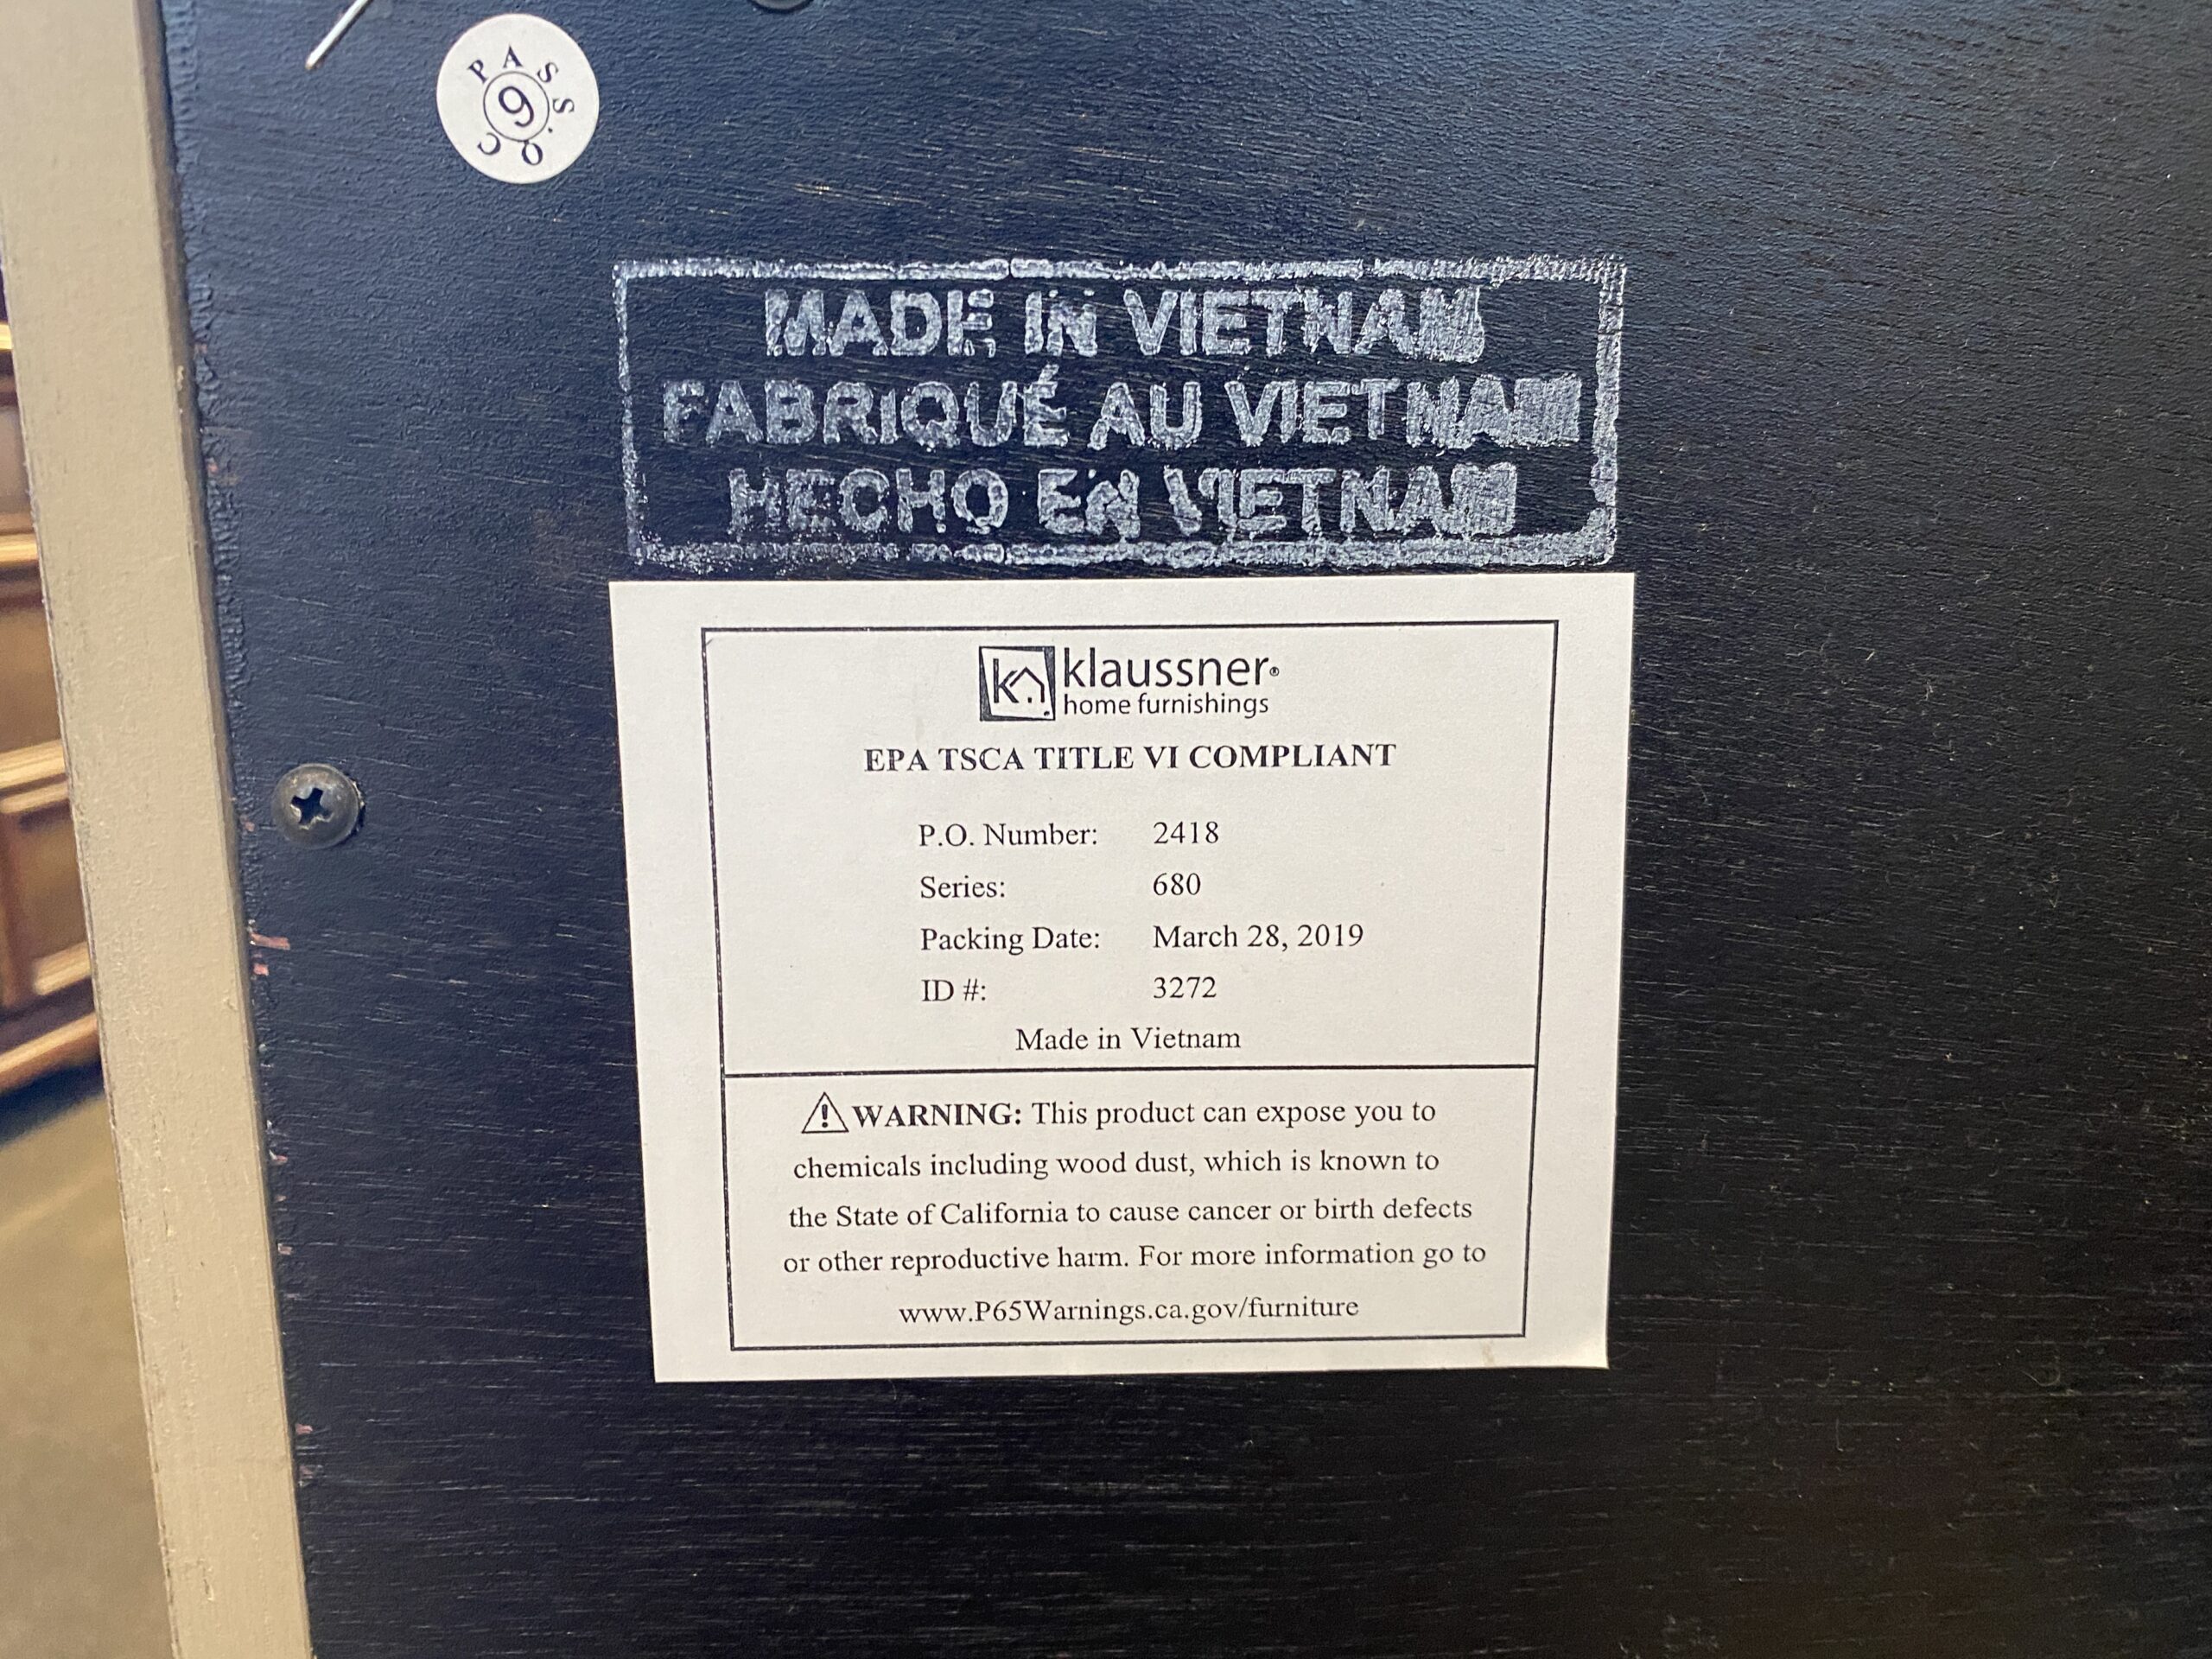 PASS. QC
9
MADE IN VIETNAM
FABRIQUÉ AU VIETNAM
HECHO EN VIETNAM
klaussner®
home furnishings
EPA TSCA TITLE VI COMPLIANT
P.O. Number: 2418
Series: 680
Packing Date: March 28, 2019
ID #: 3272
Made in Vietnam
⚠ WARNING: This product can expose you to
chemicals including wood dust, which is known to
the State of California to cause cancer or birth defects
or other reproductive harm. For more information go to
www.P65Warnings.ca.gov/furniture